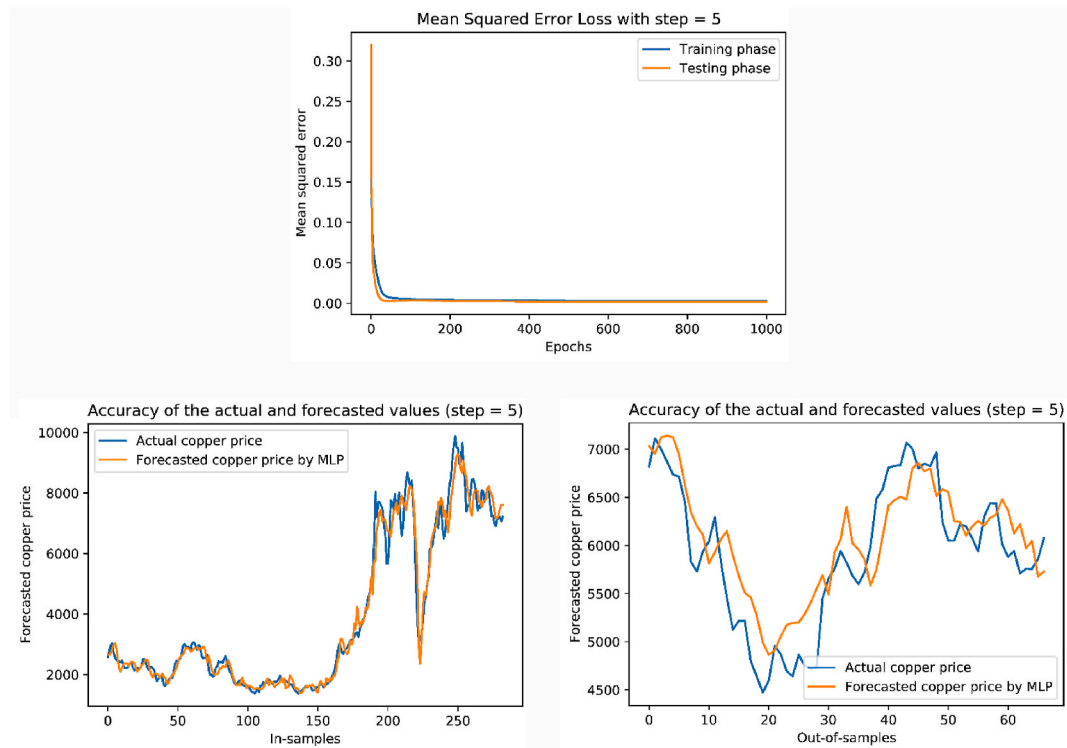 Mean Squared Error Loss with step = 5
Training phase
Testing phase
0.30
0.25
0.20
0.15
0.10
0.05
0.00
Mean squared error
0 200 400 600 800 1000
Epochs
Accuracy of the actual and forecasted values (step = 5)
Actual copper price
Forecasted copper price by MLP
10000
8000
6000
4000
2000
Forecasted copper price
0 50 100 150 200 250
In-samples
Accuracy of the actual and forecasted values (step = 5)
7000
6500
6000
5500
5000
4500
Forecasted copper price
Actual copper price
Forecasted copper price by MLP
0 10 20 30 40 50 60
Out-of-samples